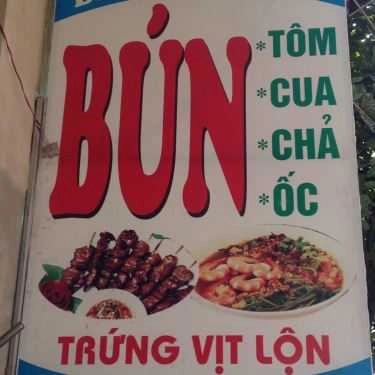 BÚN
*TÔM
*CUA
*CHẢ
*ỐC
TRỨNG VỊT LỘN